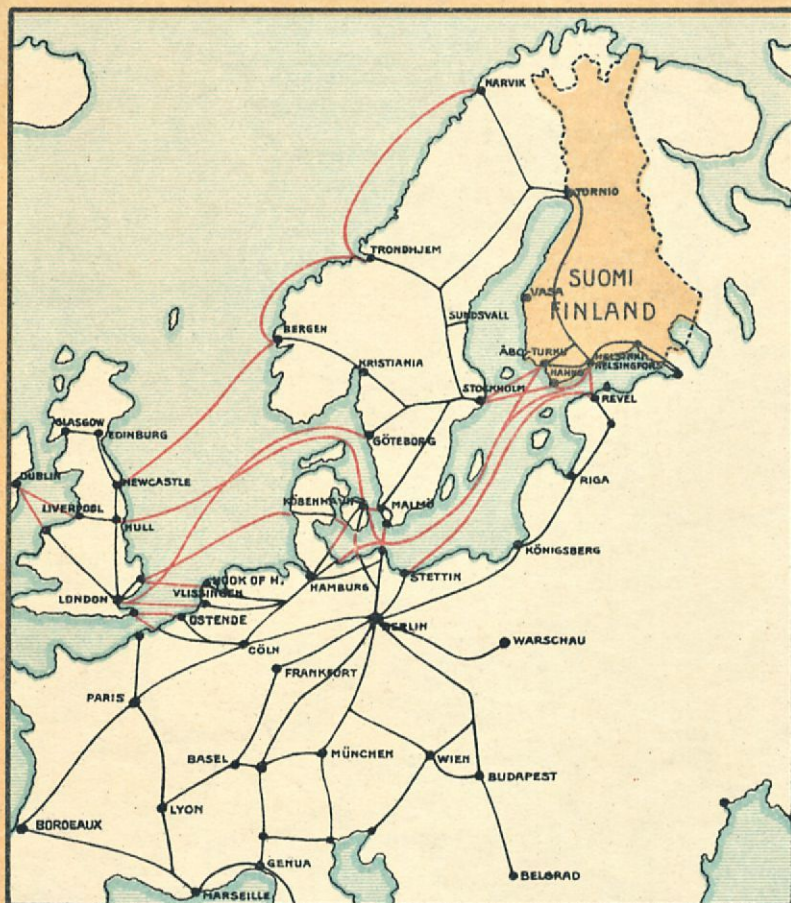 NARVIK
TORNIO
TRONDHJEM
SUOMI
FINLAND
VASA
SUNDSVALL
BERGEN
ÅBO-TURKU
HELSINKI
HELSINGFORS
HANGÖ
KRISTIANIA
STOCKHOLM
REVEL
GLASGOW
EDINBURG
GÖTEBORG
DUBLIN
NEWCASTLE
RIGA
LIVERPOOL
KÖBENHAVN
MALMÖ
HULL
KÖNIGSBERG
HOOK OF H.
HAMBURG
STETTIN
LONDON
VLISSINGEN
OSTENDE
BERLIN
WARSCHAU
CÖLN
FRANKFORT
PARIS
BASEL
MÜNCHEN
WIEN
BUDAPEST
LYON
BORDEAUX
GENUA
BELGRAD
MARSEILLE